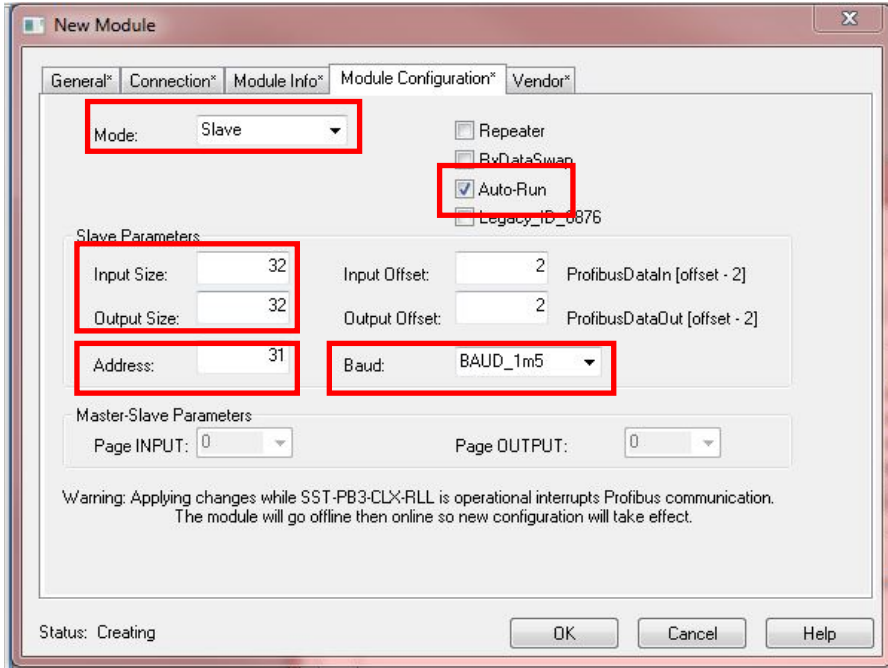 New Module
General* Connection* Module Info* Module Configuration* Vendor*
Mode: Slave
Repeater
RxDataSwap
Auto-Run
Legacy_ID_0876
Slave Parameters
Input Size: 32 Input Offset: 2 ProfibusDataIn [offset - 2]
Output Size: 32 Output Offset: 2 ProfibusDataOut [offset - 2]
Address: 31 Baud: BAUD_1m5
Master-Slave Parameters
Page INPUT: 0 Page OUTPUT: 0
Warning: Applying changes while SST-PB3-CLX-RLL is operational interrupts Profibus communication.
The module will go offline then online so new configuration will take effect.
Status: Creating OK Cancel Help